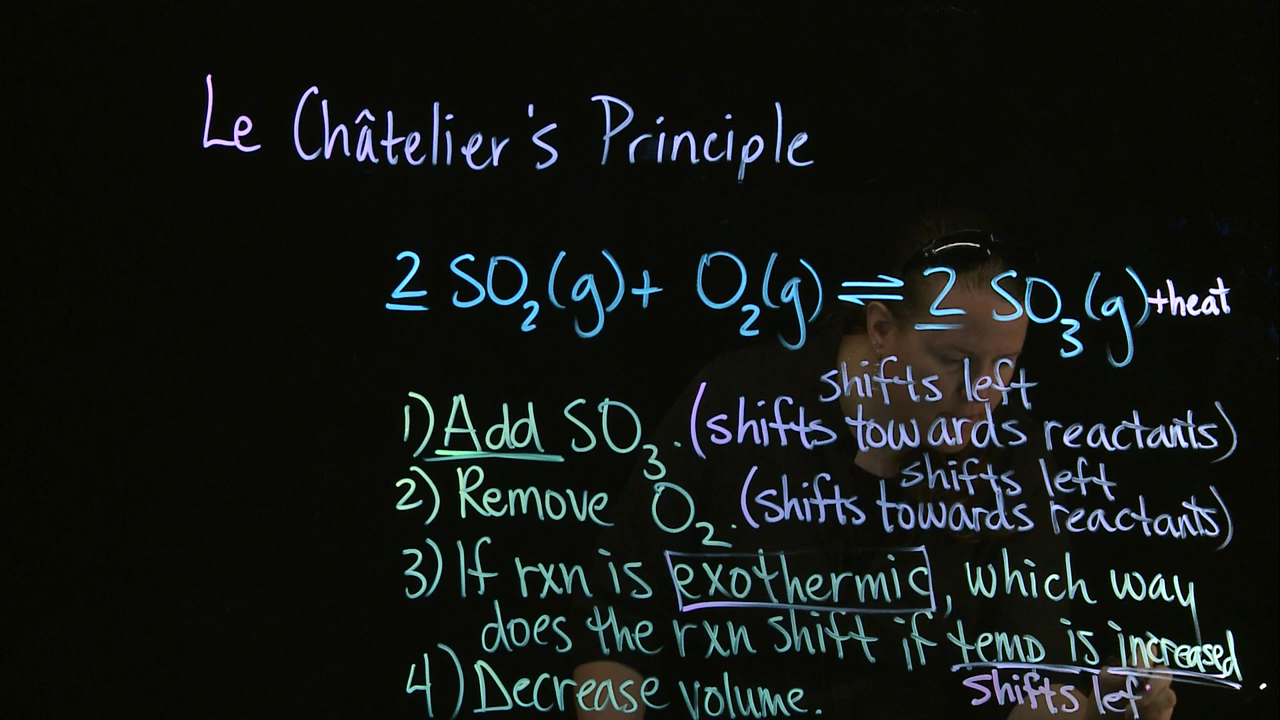 Le Châtelier's Principle
2 SO₂(g) + O₂(g) ⇌ 2 SO₃(g) +heat
shifts left
1) Add SO₃. (shifts towards reactants)
shifts left
2) Remove O₂. (shifts towards reactants)
3) If rxn is exothermic, which way
does the rxn shift if temp is increased.
4) Decrease volume. shifts lef